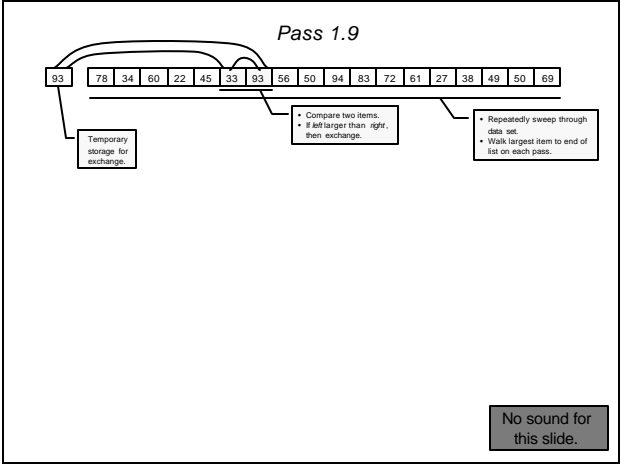 Pass 1.9
93 78 34 60 22 45 33 93 56 50 94 83 72 61 27 38 49 50 69
Temporary
storage for
exchange.
• Compare two items.
• If left larger than right,
then exchange.
• Repeatedly sweep through
data set.
• Walk largest item to end of
list on each pass.
No sound for
this slide.